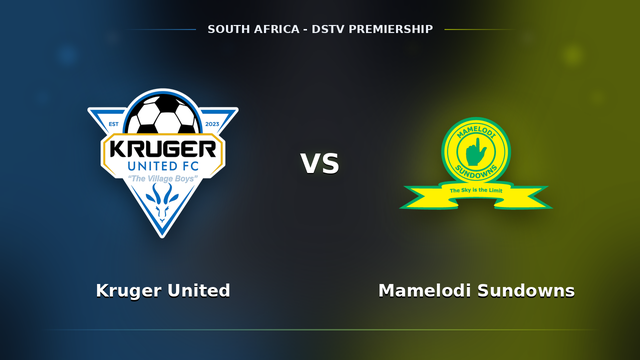 SOUTH AFRICA - DSTV PREMIERSHIP
EST 2023
KRUGER
UNITED FC
"The Village Boys"
VS
MAMELODI
SUNDOWNS
The Sky is the Limit
Kruger United
Mamelodi Sundowns